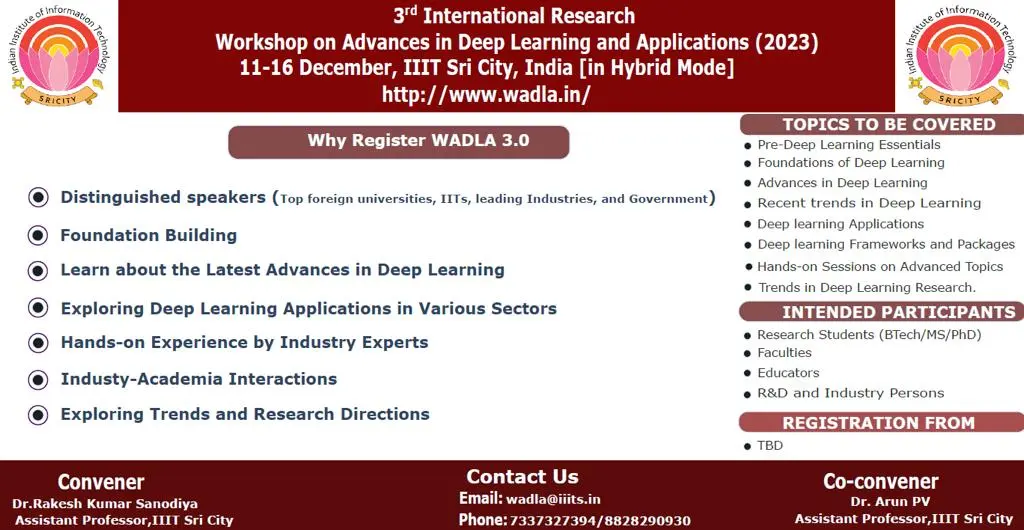 Indian Institute of Information Technology
SRICITY
3rd International Research
Workshop on Advances in Deep Learning and Applications (2023)
11-16 December, IIIT Sri City, India [in Hybrid Mode]
http://www.wadla.in/
Indian Institute of Information Technology
SRICITY
Why Register WADLA 3.0
Distinguished speakers (Top foreign universities, IITs, leading Industries, and Government)
Foundation Building
Learn about the Latest Advances in Deep Learning
Exploring Deep Learning Applications in Various Sectors
Hands-on Experience by Industry Experts
Industy-Academia Interactions
Exploring Trends and Research Directions
TOPICS TO BE COVERED
Pre-Deep Learning Essentials
Foundations of Deep Learning
Advances in Deep Learning
Recent trends in Deep Learning
Deep learning Applications
Deep learning Frameworks and Packages
Hands-on Sessions on Advanced Topics
Trends in Deep Learning Research.
INTENDED PARTICIPANTS
Research Students (BTech/MS/PhD)
Faculties
Educators
R&D and Industry Persons
REGISTRATION FROM
TBD
Convener
Dr.Rakesh Kumar Sanodiya
Assistant Professor,IIIT Sri City
Contact Us
Email: wadla@iiits.in
Phone: 7337327394/8828290930
Co-convener
Dr. Arun PV
Assistant Professor,IIIT Sri City